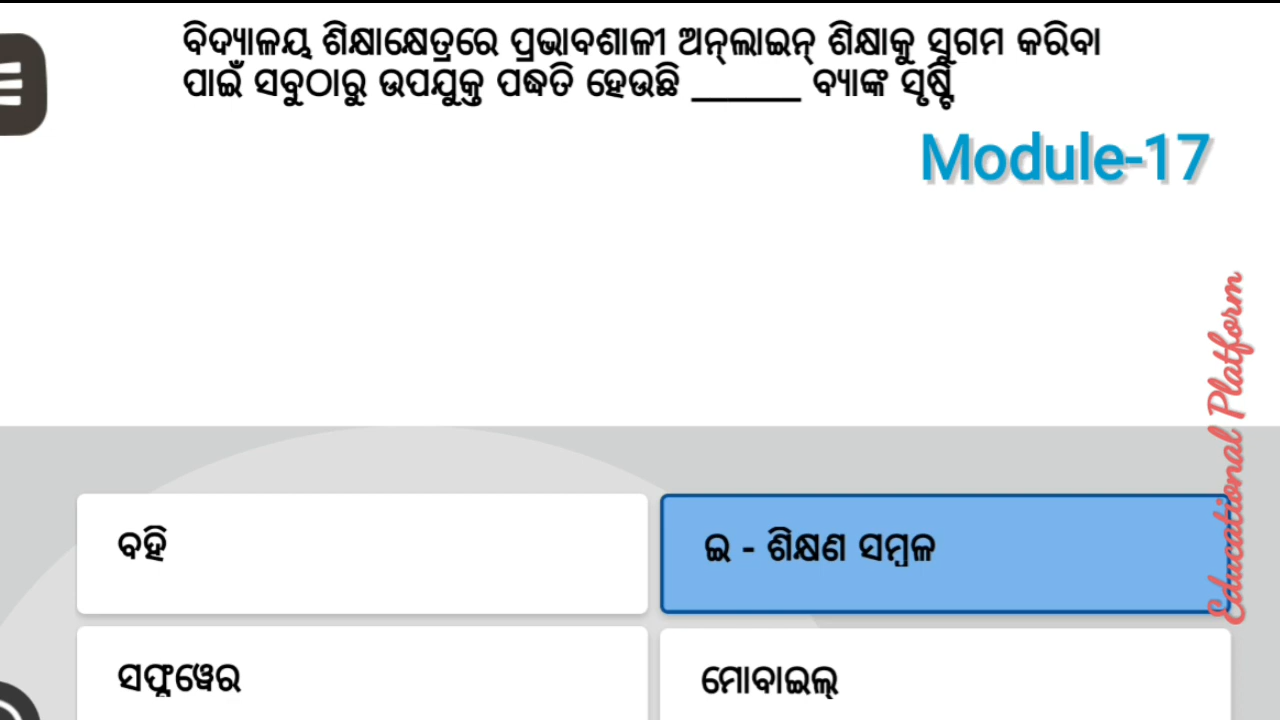 ବିଦ୍ୟାଳୟ ଶିକ୍ଷାକ୍ଷେତ୍ରରେ ପ୍ରଭାବଶାଳୀ ଅନ୍‌ଲାଇନ୍ ଶିକ୍ଷାକୁ ସୁଗମ କରିବା
ପାଇଁ ସବୁଠାରୁ ଉପଯୁକ୍ତ ପଦ୍ଧତି ହେଉଛି ______ ବ୍ୟାଙ୍କ ସୃଷ୍ଟି
Module-17
Educational Platform
ବହି
ଇ - ଶିକ୍ଷଣ ସମ୍ବଳ
ସଫ୍ଟୱେର
ମୋବାଇଲ୍